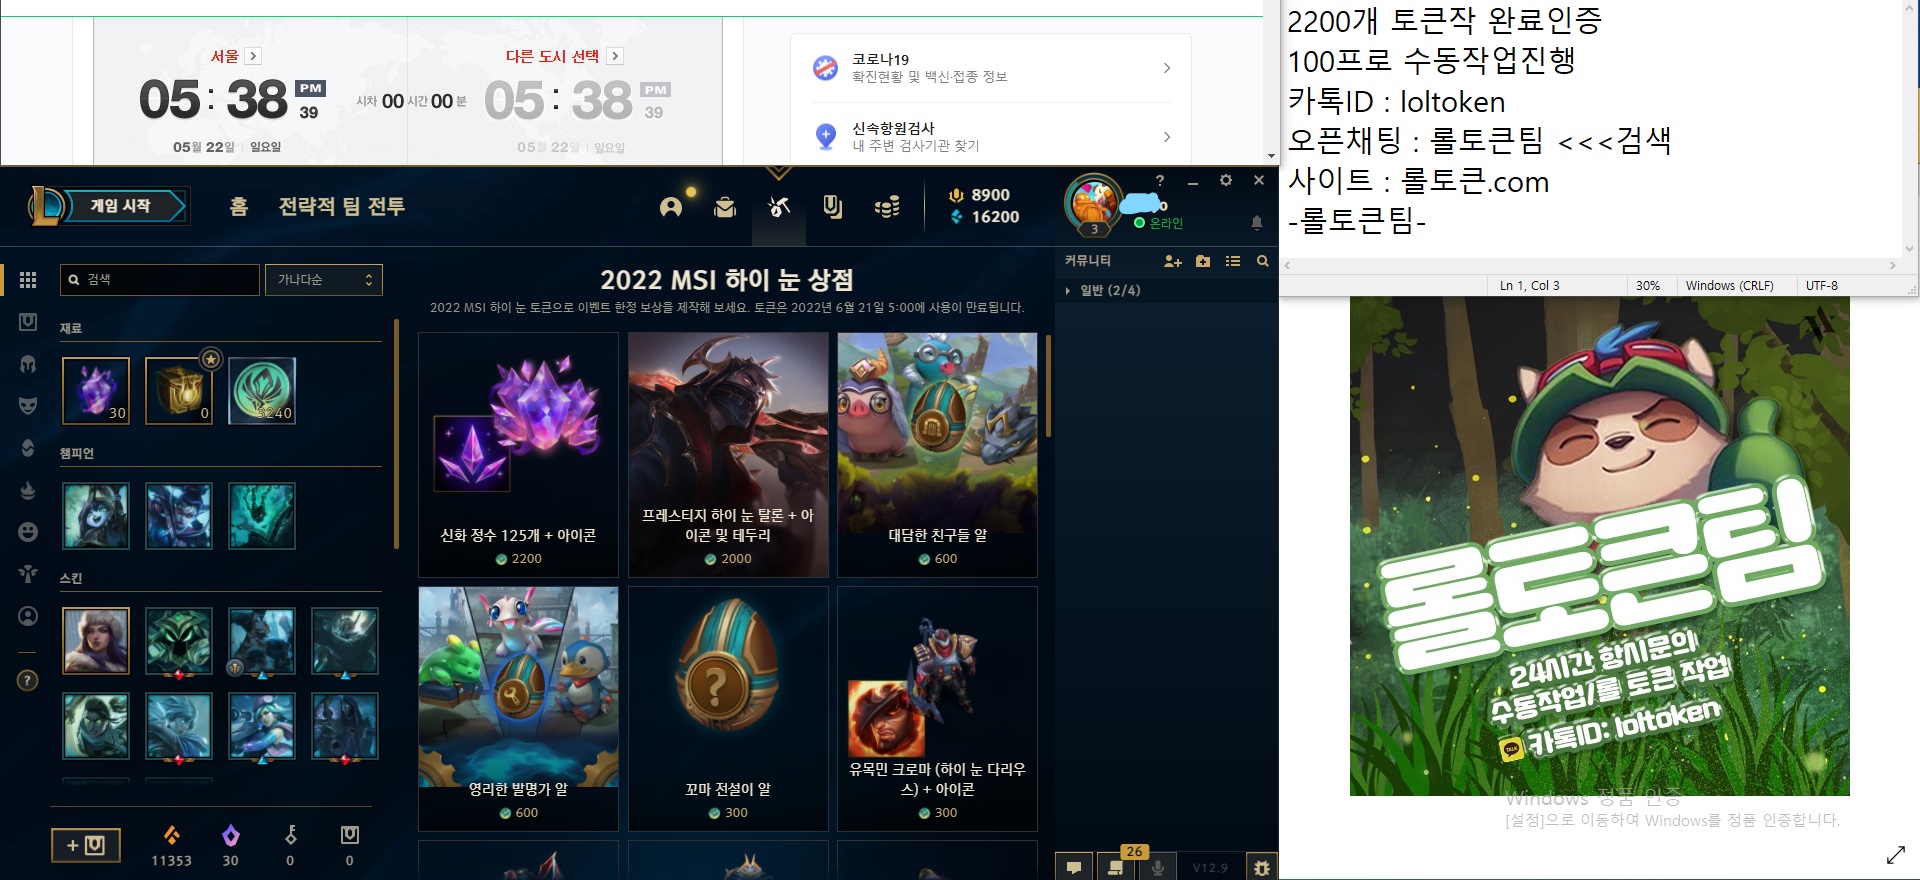 서울
다른 도시 선택
05 : 38 PM 39
시차 00 시간 00 분
05 : 38 PM 39
05월 22일 일요일
05월 22일 일요일
코로나19
확진현황 및 백신·접종 정보
신속항원검사
내 주변 검사기관 찾기
2200개 토큰작 완료인증
100프로 수동작업진행
카톡ID : loltoken
오픈채팅 : 롤토큰팀 <<<검색
사이트 : 롤토큰.com
-롤토큰팀-
Ln 1, Col 3
30%
Windows (CRLF)
UTF-8
게임 시작
홈
전략적 팀 전투
8900
16200
3
온라인
검색
가나다순
재료
30
0
3240
챔피언
스킨
11353
30
0
0
2022 MSI 하이 눈 상점
2022 MSI 하이 눈 토큰으로 이벤트 한정 보상을 제작해 보세요. 토큰은 2022년 6월 21일 5:00에 사용이 만료됩니다.
신화 정수 125개 + 아이콘
2200
프레스티지 하이 눈 탈론 + 아
이콘 및 테두리
2000
대담한 친구들 알
600
영리한 발명가 알
600
꼬마 전설이 알
300
유목민 크로마 (하이 눈 다리우
스) + 아이콘
300
커뮤니티
일반 (2/4)
26
V12.9
롤토큰팀
24시간 항시문의
수동작업/롤 토큰 작업
TALK
카톡ID: loltoken
Windows 정품 인증
[설정]으로 이동하여 Windows를 정품 인증합니다.